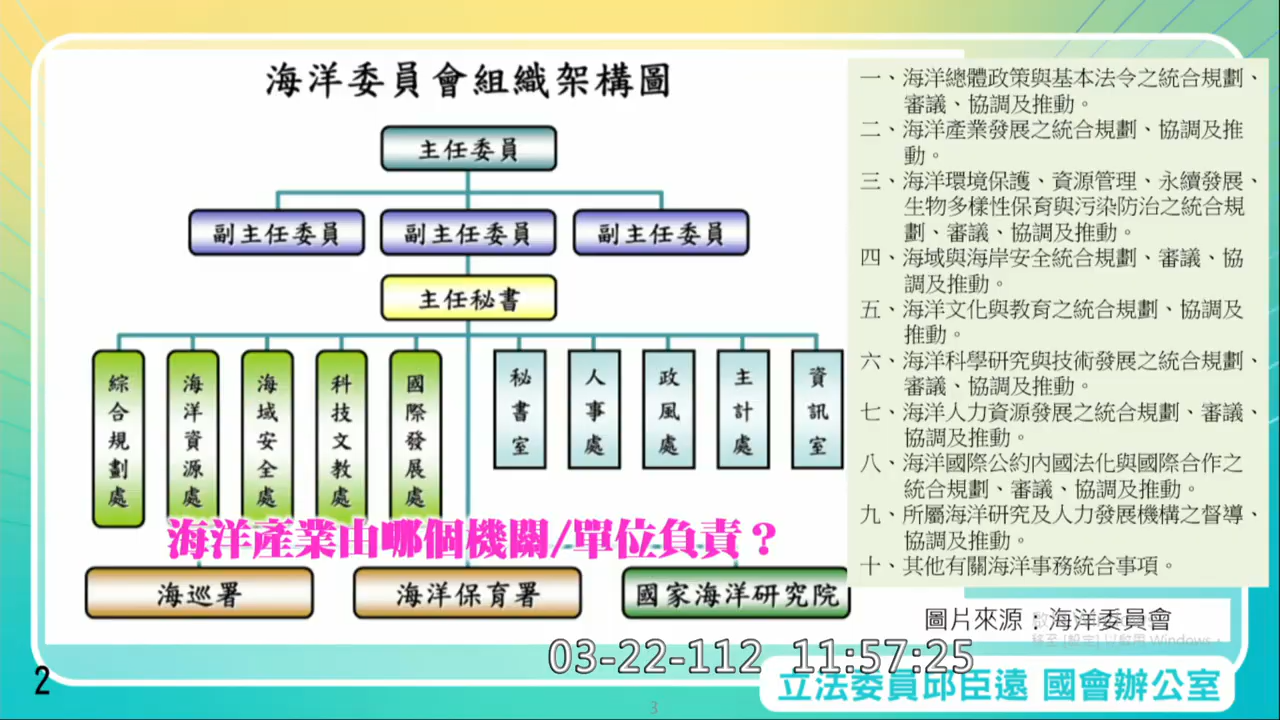 海洋委員會組織架構圖
主任委員
副主任委員
副主任委員
副主任委員
主任秘書
綜合規劃處
海洋資源處
海域安全處
科技文教處
國際發展處
秘書室
人事處
政風處
主計處
資訊室
海洋產業由哪個機關/單位負責？
海巡署
海洋保育署
國家海洋研究院
一、海洋總體政策與基本法令之統合規劃、
審議、協調及推動。
二、海洋產業發展之統合規劃、協調及推
動。
三、海洋環境保護、資源管理、永續發展、
生物多樣性保育與污染防治之統合規
劃、審議、協調及推動。
四、海域與海岸安全統合規劃、審議、協
調及推動。
五、海洋文化與教育之統合規劃、協調及
推動。
六、海洋科學研究與技術發展之統合規劃、
審議、協調及推動。
七、海洋人力資源發展之統合規劃、審議、
協調及推動。
八、海洋國際公約內國法化與國際合作之
統合規劃、審議、協調及推動。
九、所屬海洋研究及人力發展機構之督導、
協調及推動。
十、其他有關海洋事務統合事項。
圖片來源：海洋委員會
移至 [設定] 以啟用 Windows。
03-22-112 11:57:25
立法委員邱臣遠 國會辦公室
2
3